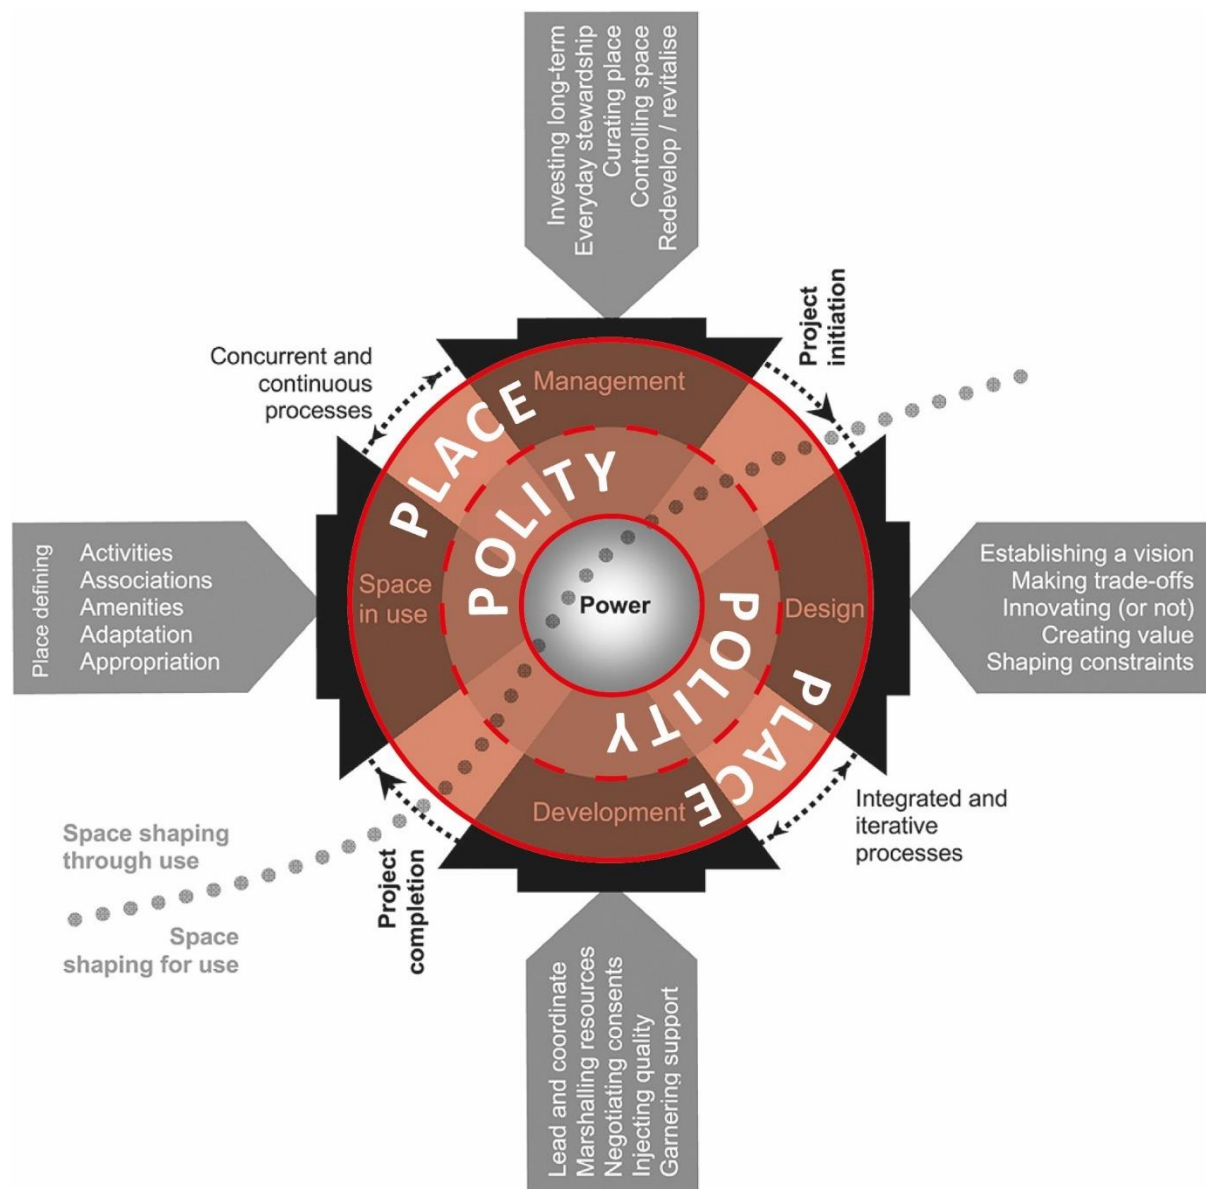 Investing long-term
Everyday stewardship
Curating place
Controlling space
Redevelop / revitalise
Project
initiation
Concurrent and
continuous
processes
Management
PLACE
POLITY
Place defining
Activities
Associations
Amenities
Adaptation
Appropriation
Space
in use
Power
Design
Establishing a vision
Making trade-offs
Innovating (or not)
Creating value
Shaping constraints
POLITY
PLACE
Development
Integrated and
iterative
processes
Space shaping
through use
Space
shaping for use
Project
completion
Lead and coordinate
Marshalling resources
Negotiating consents
Injecting quality
Garnering support